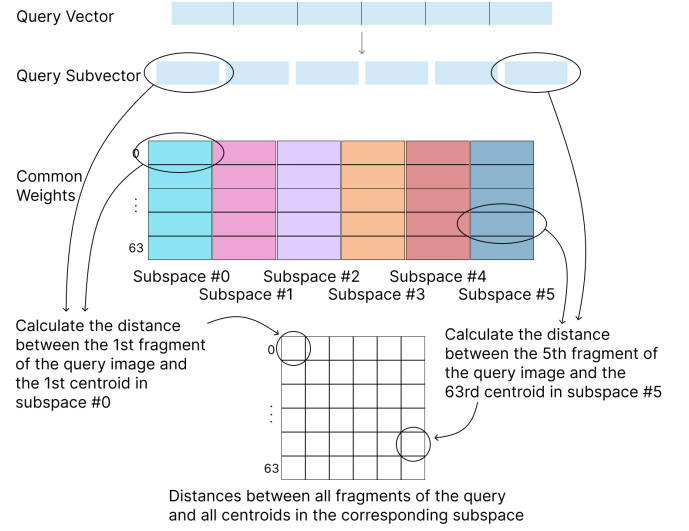 Query Vector
Query Subvector
0
Common
Weights
⋮
63
Subspace #0
Subspace #2
Subspace #4
Subspace #1
Subspace #3
Subspace #5
Calculate the distance
between the 1st fragment
of the query image and
the 1st centroid in
subspace #0
Calculate the distance
between the 5th fragment of
the query image and the
63rd centroid in subspace #5
0
⋮
63
Distances between all fragments of the query
and all centroids in the corresponding subspace